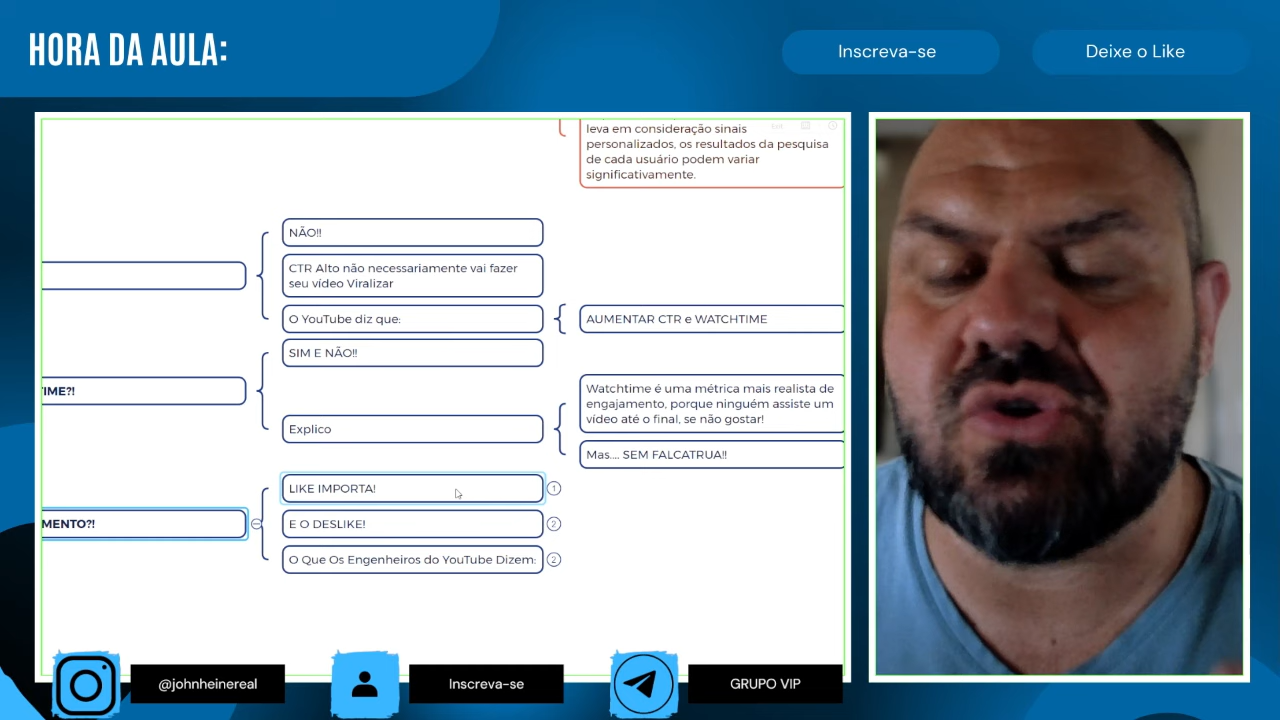 HORA DA AULA:
Inscreva-se
Deixe o Like
leva em consideração sinais
personalizados, os resultados da pesquisa
de cada usuário podem variar
significativamente.
NÃO!!
CTR Alto não necessariamente vai fazer
seu vídeo Viralizar
O YouTube diz que:
AUMENTAR CTR e WATCHTIME
SIM E NÃO!!
IME?!
Watchtime é uma métrica mais realista de
engajamento, porque ninguém assiste um
vídeo até o final, se não gostar!
Explico
Mas.... SEM FALCATRUA!!
LIKE IMPORTA!
1
MENTO?!
E O DESLIKE!
2
O Que Os Engenheiros do YouTube Dizem:
2
@johnheinereal
Inscreva-se
GRUPO VIP